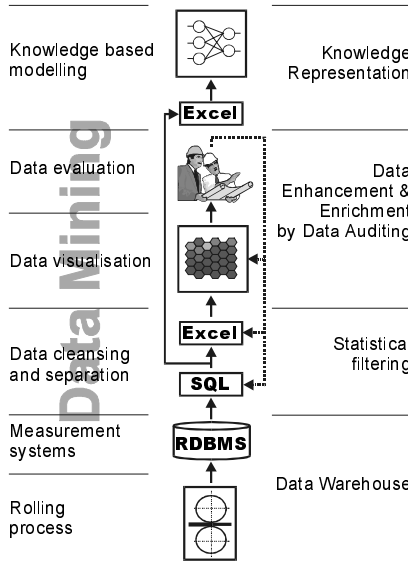 Knowledge based
modelling
Excel
Knowledge
Representation
Data Mining
Data evaluation
Data
Enhancement &
Enrichment
by Data Auditing
Data visualisation
Excel
Data cleansing
and separation
SQL
Statistical
filtering
Measurement
systems
RDBMS
Data Warehouse
Rolling
process